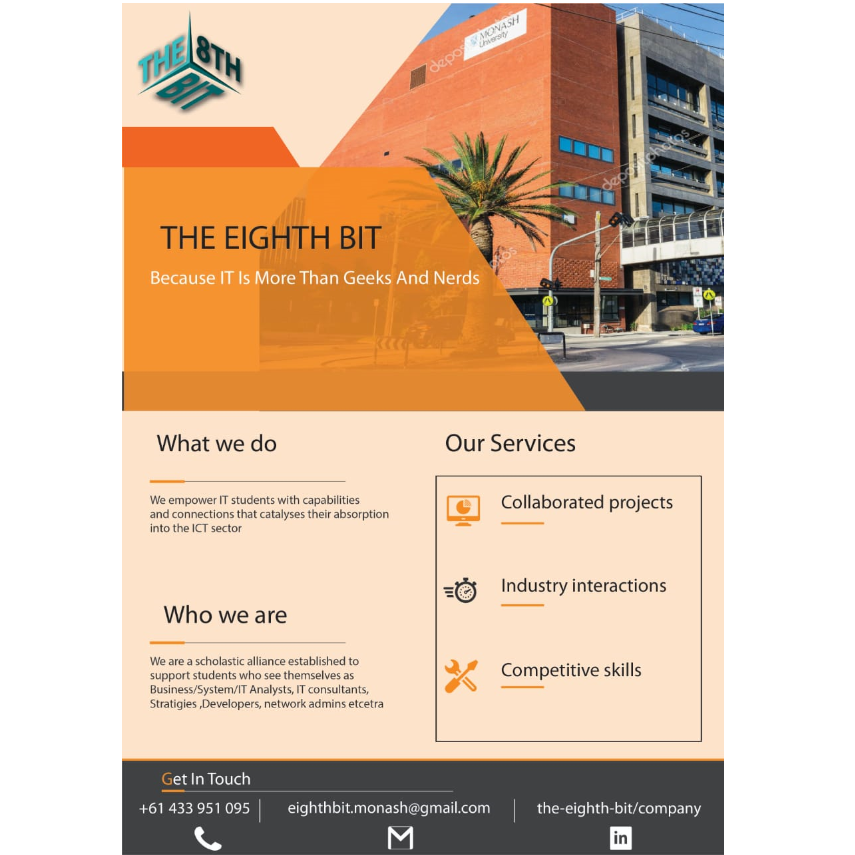 THE 8TH
BIT
MONASH
University
depos
depositphotos
otos
THE EIGHTH BIT
Because IT Is More Than Geeks And Nerds
What we do
We empower IT students with capabilities
and connections that catalyses their absorption
into the ICT sector
Who we are
We are a scholastic alliance established to
support students who see themselves as
Business/System/IT Analysts, IT consultants,
Stratigies ,Developers, network admins etcetra
Our Services
Collaborated projects
Industry interactions
Competitive skills
Get In Touch
+61 433 951 095
eighthbit.monash@gmail.com
the-eighth-bit/company
in